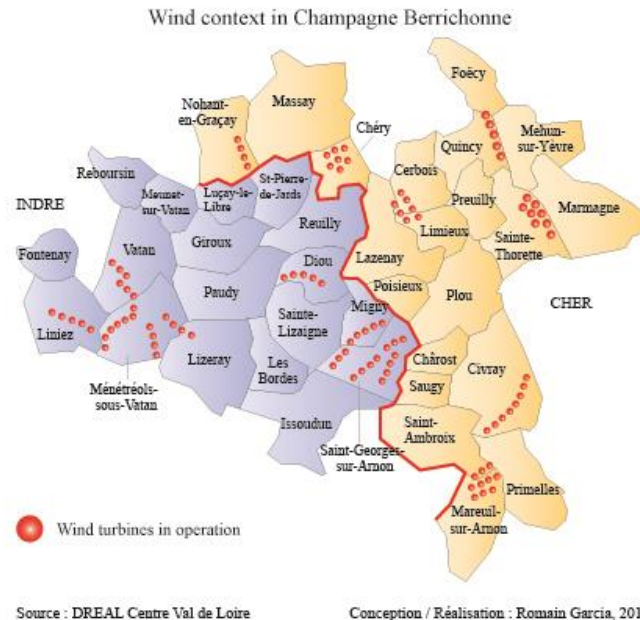 Wind context in Champagne Berrichonne
Foëcy
Massay
Nohant-
en-Graçay
Chéry
Quincy
Mehun-
sur-Yèvre
Cerbois
Reboursin
St-Pierre-
de-Jards
Meunet-
sur-Vatan
Luçay-le-
Libre
Preuilly
Marmagne
INDRE
Reuilly
Limieux
Sainte-
Thorette
Giroux
Vatan
Fontenay
Diou
Lazenay
Paudy
Poisieux
Plou
CHER
Liniez
Sainte-
Lizaigne
Migny
Lizeray
Les
Bordes
Chârost
Civray
Saugy
Ménétréols-
sous-Vatan
Issoudun
Saint-
Ambroix
Saint-Georges-
sur-Arnon
Primelles
Mareuil-
sur-Arnon
Wind turbines in operation
Source : DREAL Centre Val de Loire
Conception / Réalisation : Romain Garcia, 201